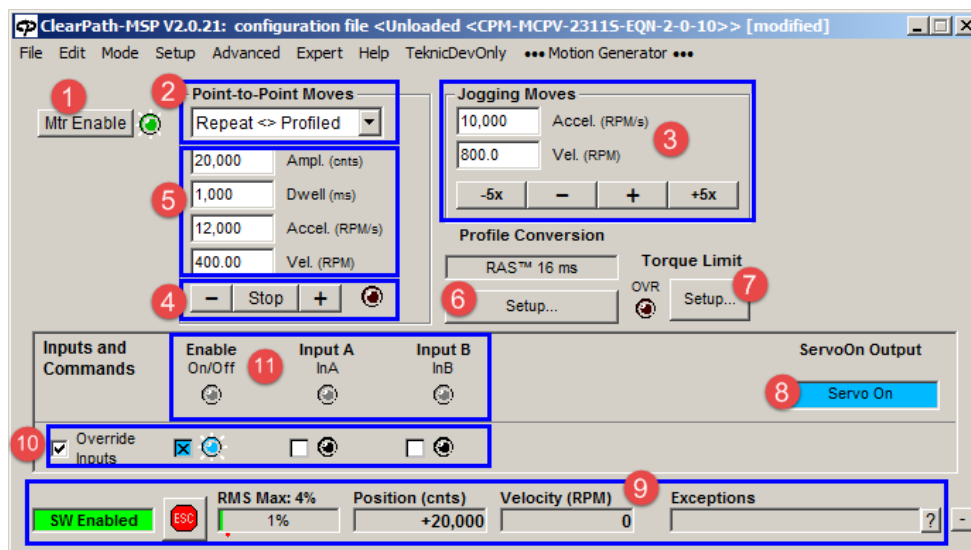 ClearPath-MSP V2.0.21: configuration file <Unloaded <CPM-MCPV-2311S-EQN-2-0-10>> [modified]
File Edit Mode Setup Advanced Expert Help TeknicDevOnly ••• Motion Generator •••
1
Mtr Enable
2
Point-to-Point Moves
Repeat <> Profiled
5
20,000 Ampl. (cnts)
1,000 Dwell (ms)
12,000 Accel. (RPM/s)
400.00 Vel. (RPM)
4
– Stop +
Jogging Moves
10,000 Accel. (RPM/s)
800.0 Vel. (RPM)
3
-5x – + +5x
Profile Conversion
RAS™ 16 ms
6
Setup...
Torque Limit
OVR
Setup...
7
Inputs and
Commands
Enable
On/Off
11
Input A
InA
Input B
InB
ServoOn Output
8
Servo On
10
Override
Inputs
9
SW Enabled
ESC
RMS Max: 4%
1%
Position (cnts)
+20,000
Velocity (RPM)
0
Exceptions
?
-